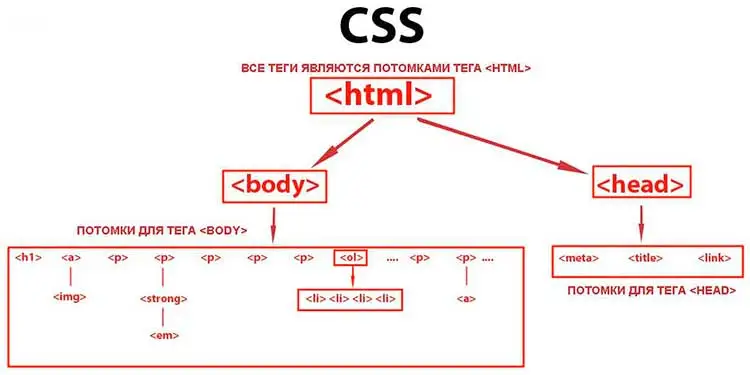 CSS
ВСЕ ТЕГИ ЯВЛЯЮТСЯ ПОТОМКАМИ ТЕГА <HTML>
<html>
<body>
<head>
ПОТОМКИ ДЛЯ ТЕГА <BODY>
<h1> <a> <p> <p> <p> <p> <p> <ol> .... <p> <p> ....
<meta> <title> <link>
<img> <strong> <li> <li> <li> <li> <a>
ПОТОМКИ ДЛЯ ТЕГА <HEAD>
<em>